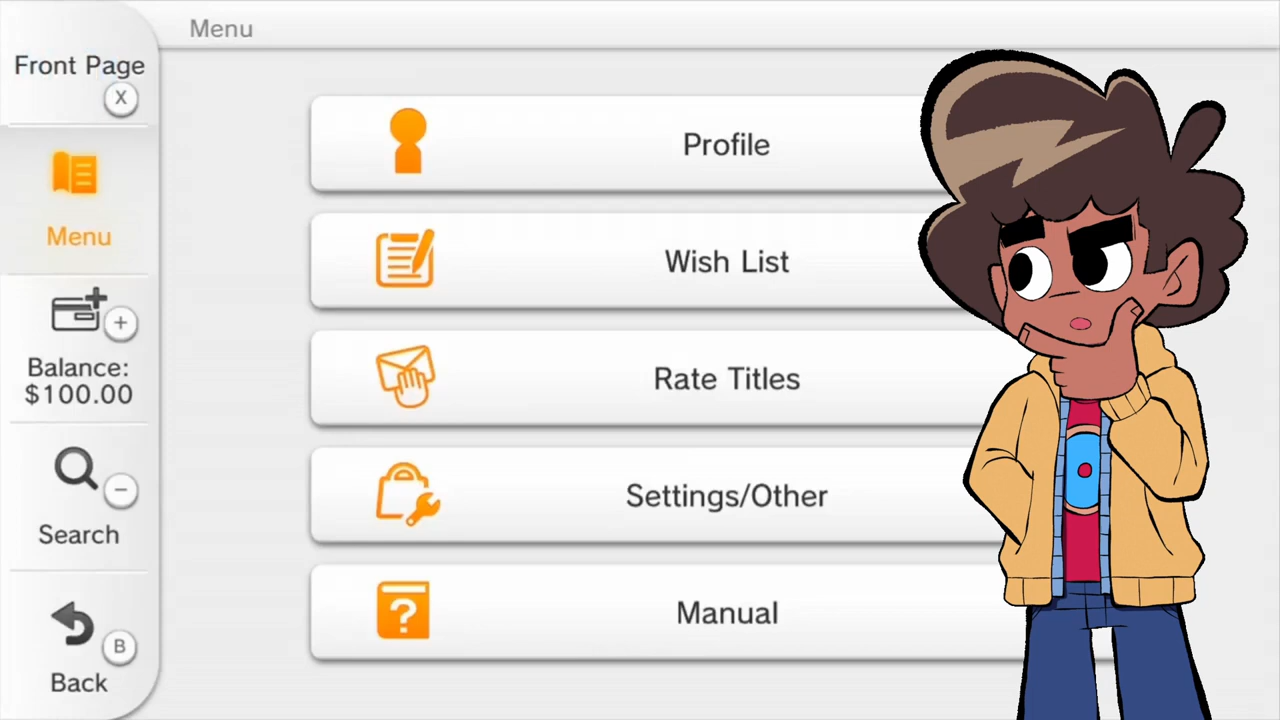 Menu
Front Page
X
Menu
+
Balance:
$100.00
-
Search
B
Back
Profile
Wish List
Rate Titles
Settings/Other
?
Manual